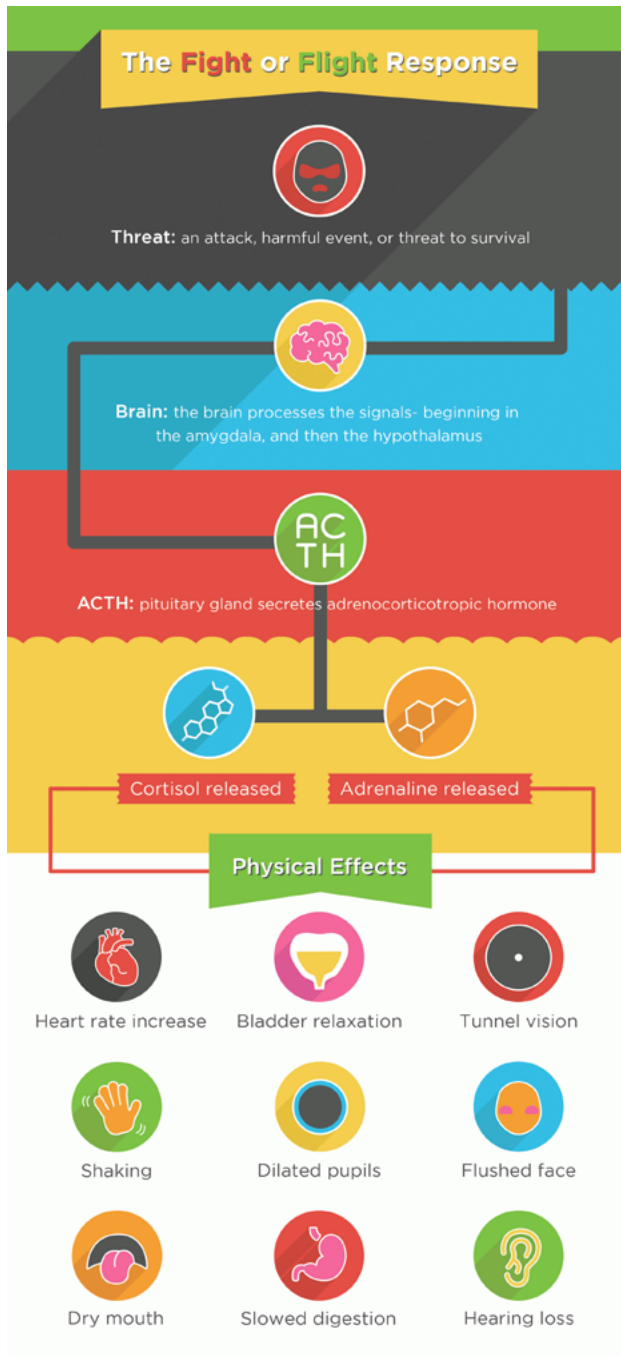 The Fight or Flight Response
Threat: an attack, harmful event, or threat to survival
Brain: the brain processes the signals- beginning in
the amygdala, and then the hypothalamus
AC
TH
ACTH: pituitary gland secretes adrenocorticotropic hormone
Cortisol released
Adrenaline released
Physical Effects
Heart rate increase
Bladder relaxation
Tunnel vision
Shaking
Dilated pupils
Flushed face
Dry mouth
Slowed digestion
Hearing loss